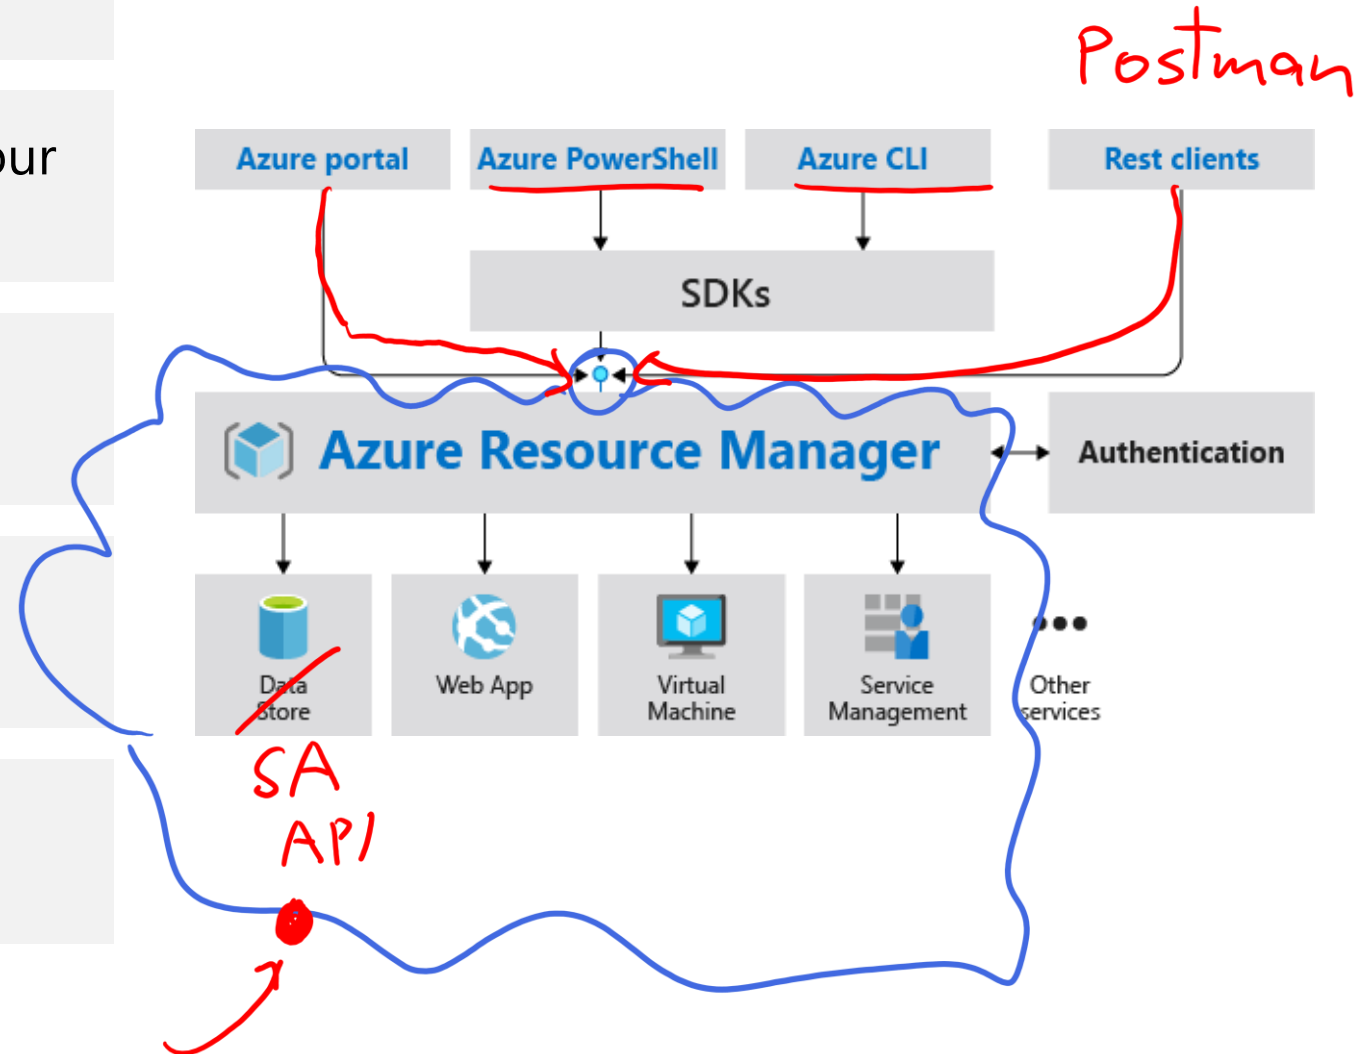 Postman
our
Azure portal
Azure PowerShell
Azure CLI
Rest clients
SDKs
Azure Resource Manager
Authentication
Data
Store
Web App
Virtual
Machine
Service
Management
Other
services
SA
API